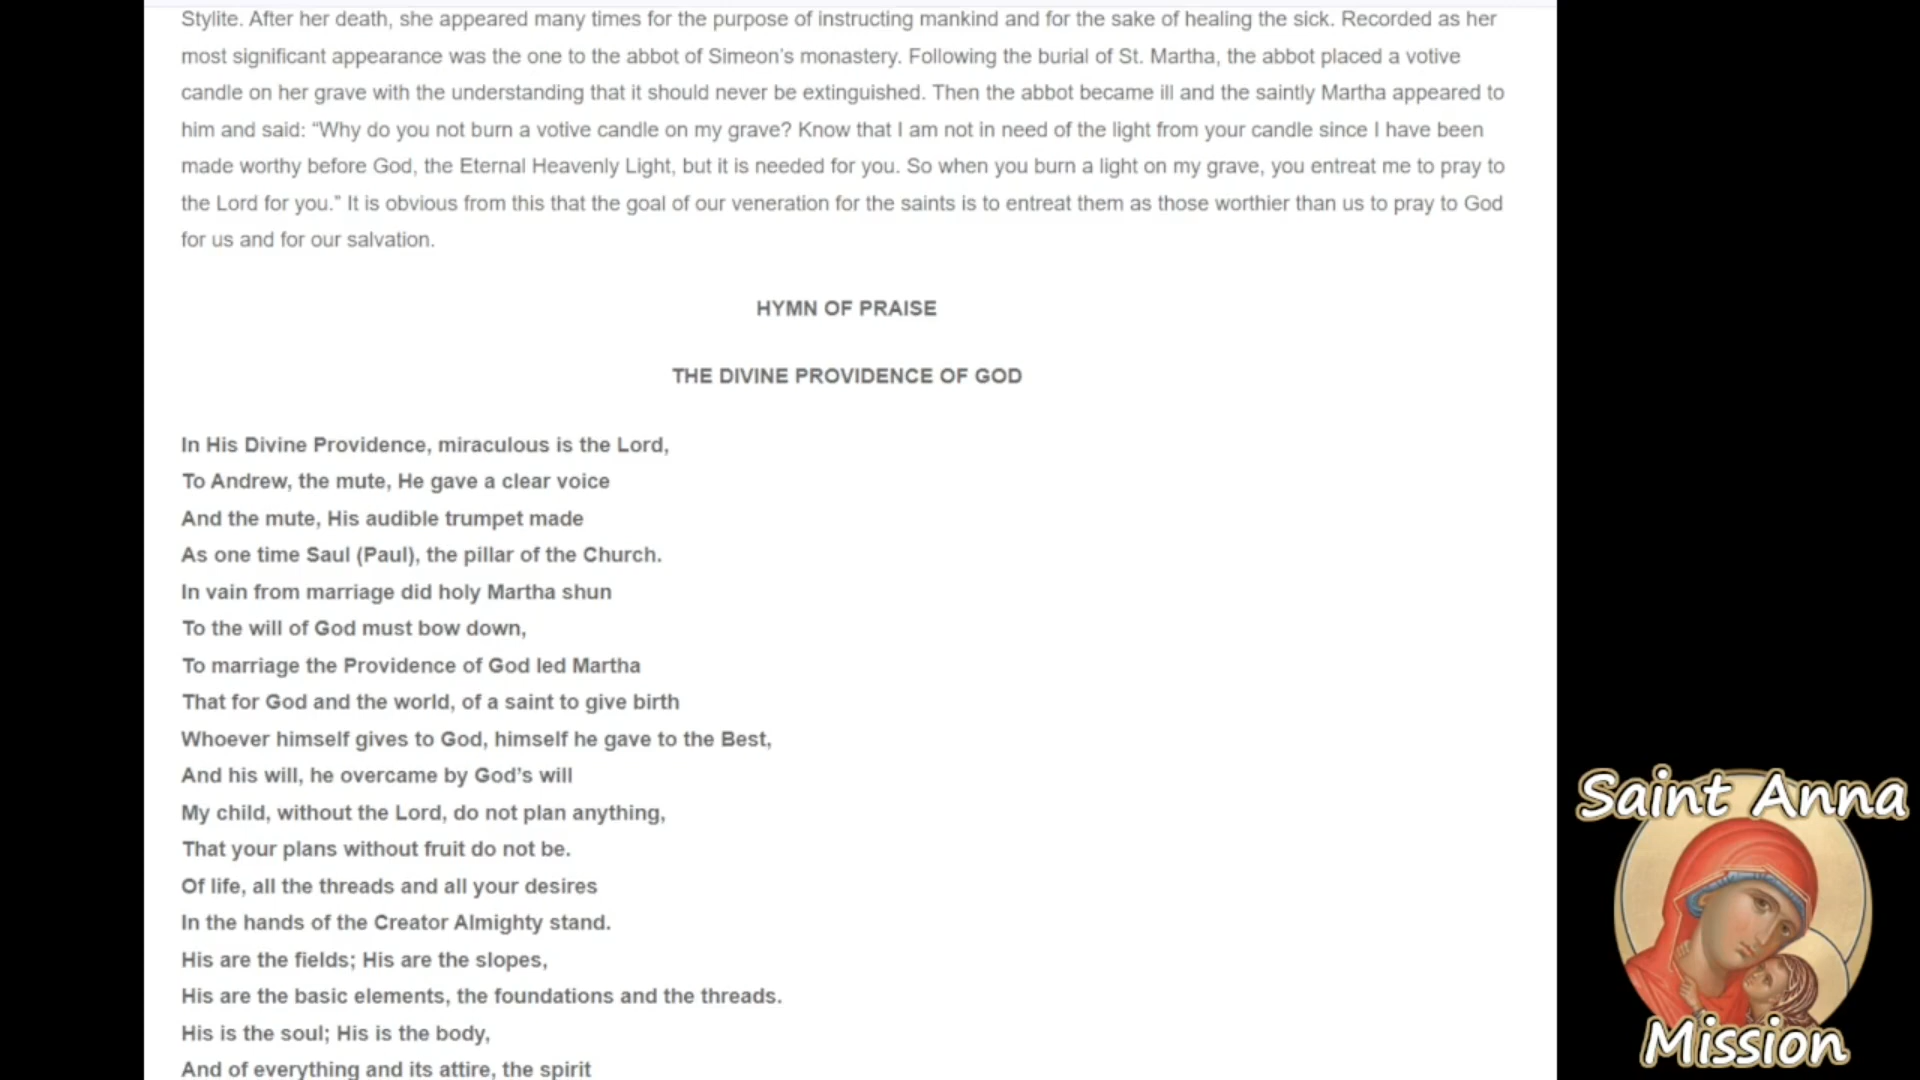 Stylite. After her death, she appeared many times for the purpose of instructing mankind and for the sake of healing the sick. Recorded as her
most significant appearance was the one to the abbot of Simeon's monastery. Following the burial of St. Martha, the abbot placed a votive
candle on her grave with the understanding that it should never be extinguished. Then the abbot became ill and the saintly Martha appeared to
him and said: “Why do you not burn a votive candle on my grave? Know that I am not in need of the light from your candle since I have been
made worthy before God, the Eternal Heavenly Light, but it is needed for you. So when you burn a light on my grave, you entreat me to pray to
the Lord for you.” It is obvious from this that the goal of our veneration for the saints is to entreat them as those worthier than us to pray to God
for us and for our salvation.
HYMN OF PRAISE
THE DIVINE PROVIDENCE OF GOD
In His Divine Providence, miraculous is the Lord,
To Andrew, the mute, He gave a clear voice
And the mute, His audible trumpet made
As one time Saul (Paul), the pillar of the Church.
In vain from marriage did holy Martha shun
To the will of God must bow down,
To marriage the Providence of God led Martha
That for God and the world, of a saint to give birth
Whoever himself gives to God, himself he gave to the Best,
And his will, he overcame by God’s will
My child, without the Lord, do not plan anything,
That your plans without fruit do not be.
Of life, all the threads and all your desires
In the hands of the Creator Almighty stand.
His are the fields; His are the slopes,
His are the basic elements, the foundations and the threads.
His is the soul; His is the body,
And of everything and its attire, the spirit
Saint Anna
Mission